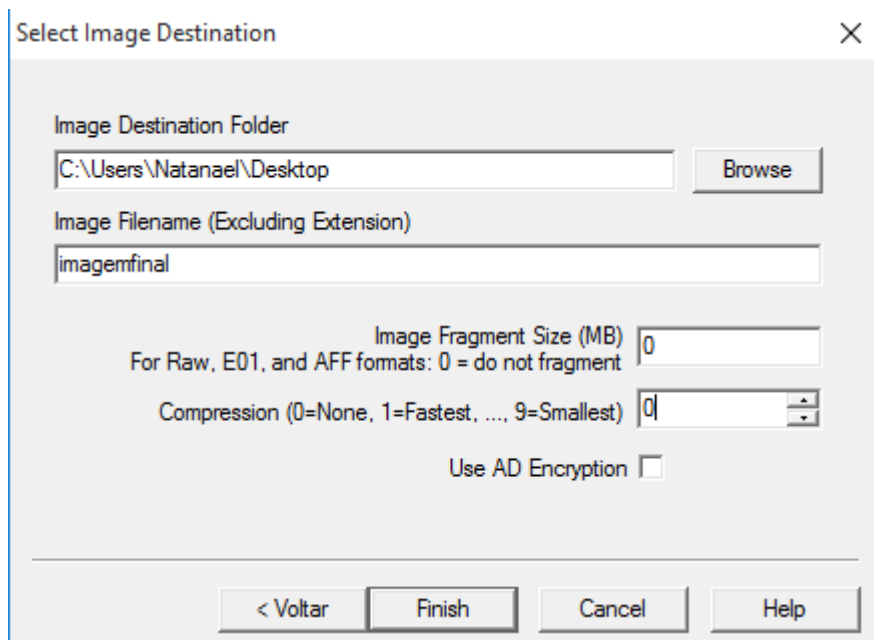 Select Image Destination
Image Destination Folder
C:\Users\Natanael\Desktop
Browse
Image Filename (Excluding Extension)
imagemfinal
Image Fragment Size (MB)
For Raw, E01, and AFF formats: 0 = do not fragment
0
Compression (0=None, 1=Fastest, ..., 9=Smallest)
0
Use AD Encryption
< Voltar
Finish
Cancel
Help